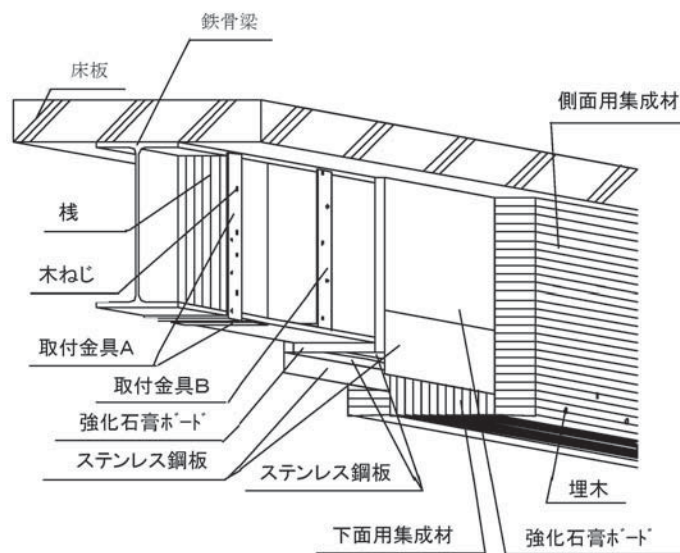 鉄骨梁
床板
側面用集成材
桟
木ねじ
取付金具A
取付金具B
強化石膏ﾎﾞｰﾄﾞ
ステンレス鋼板
ステンレス鋼板
埋木
下面用集成材
強化石膏ﾎﾞｰﾄﾞ